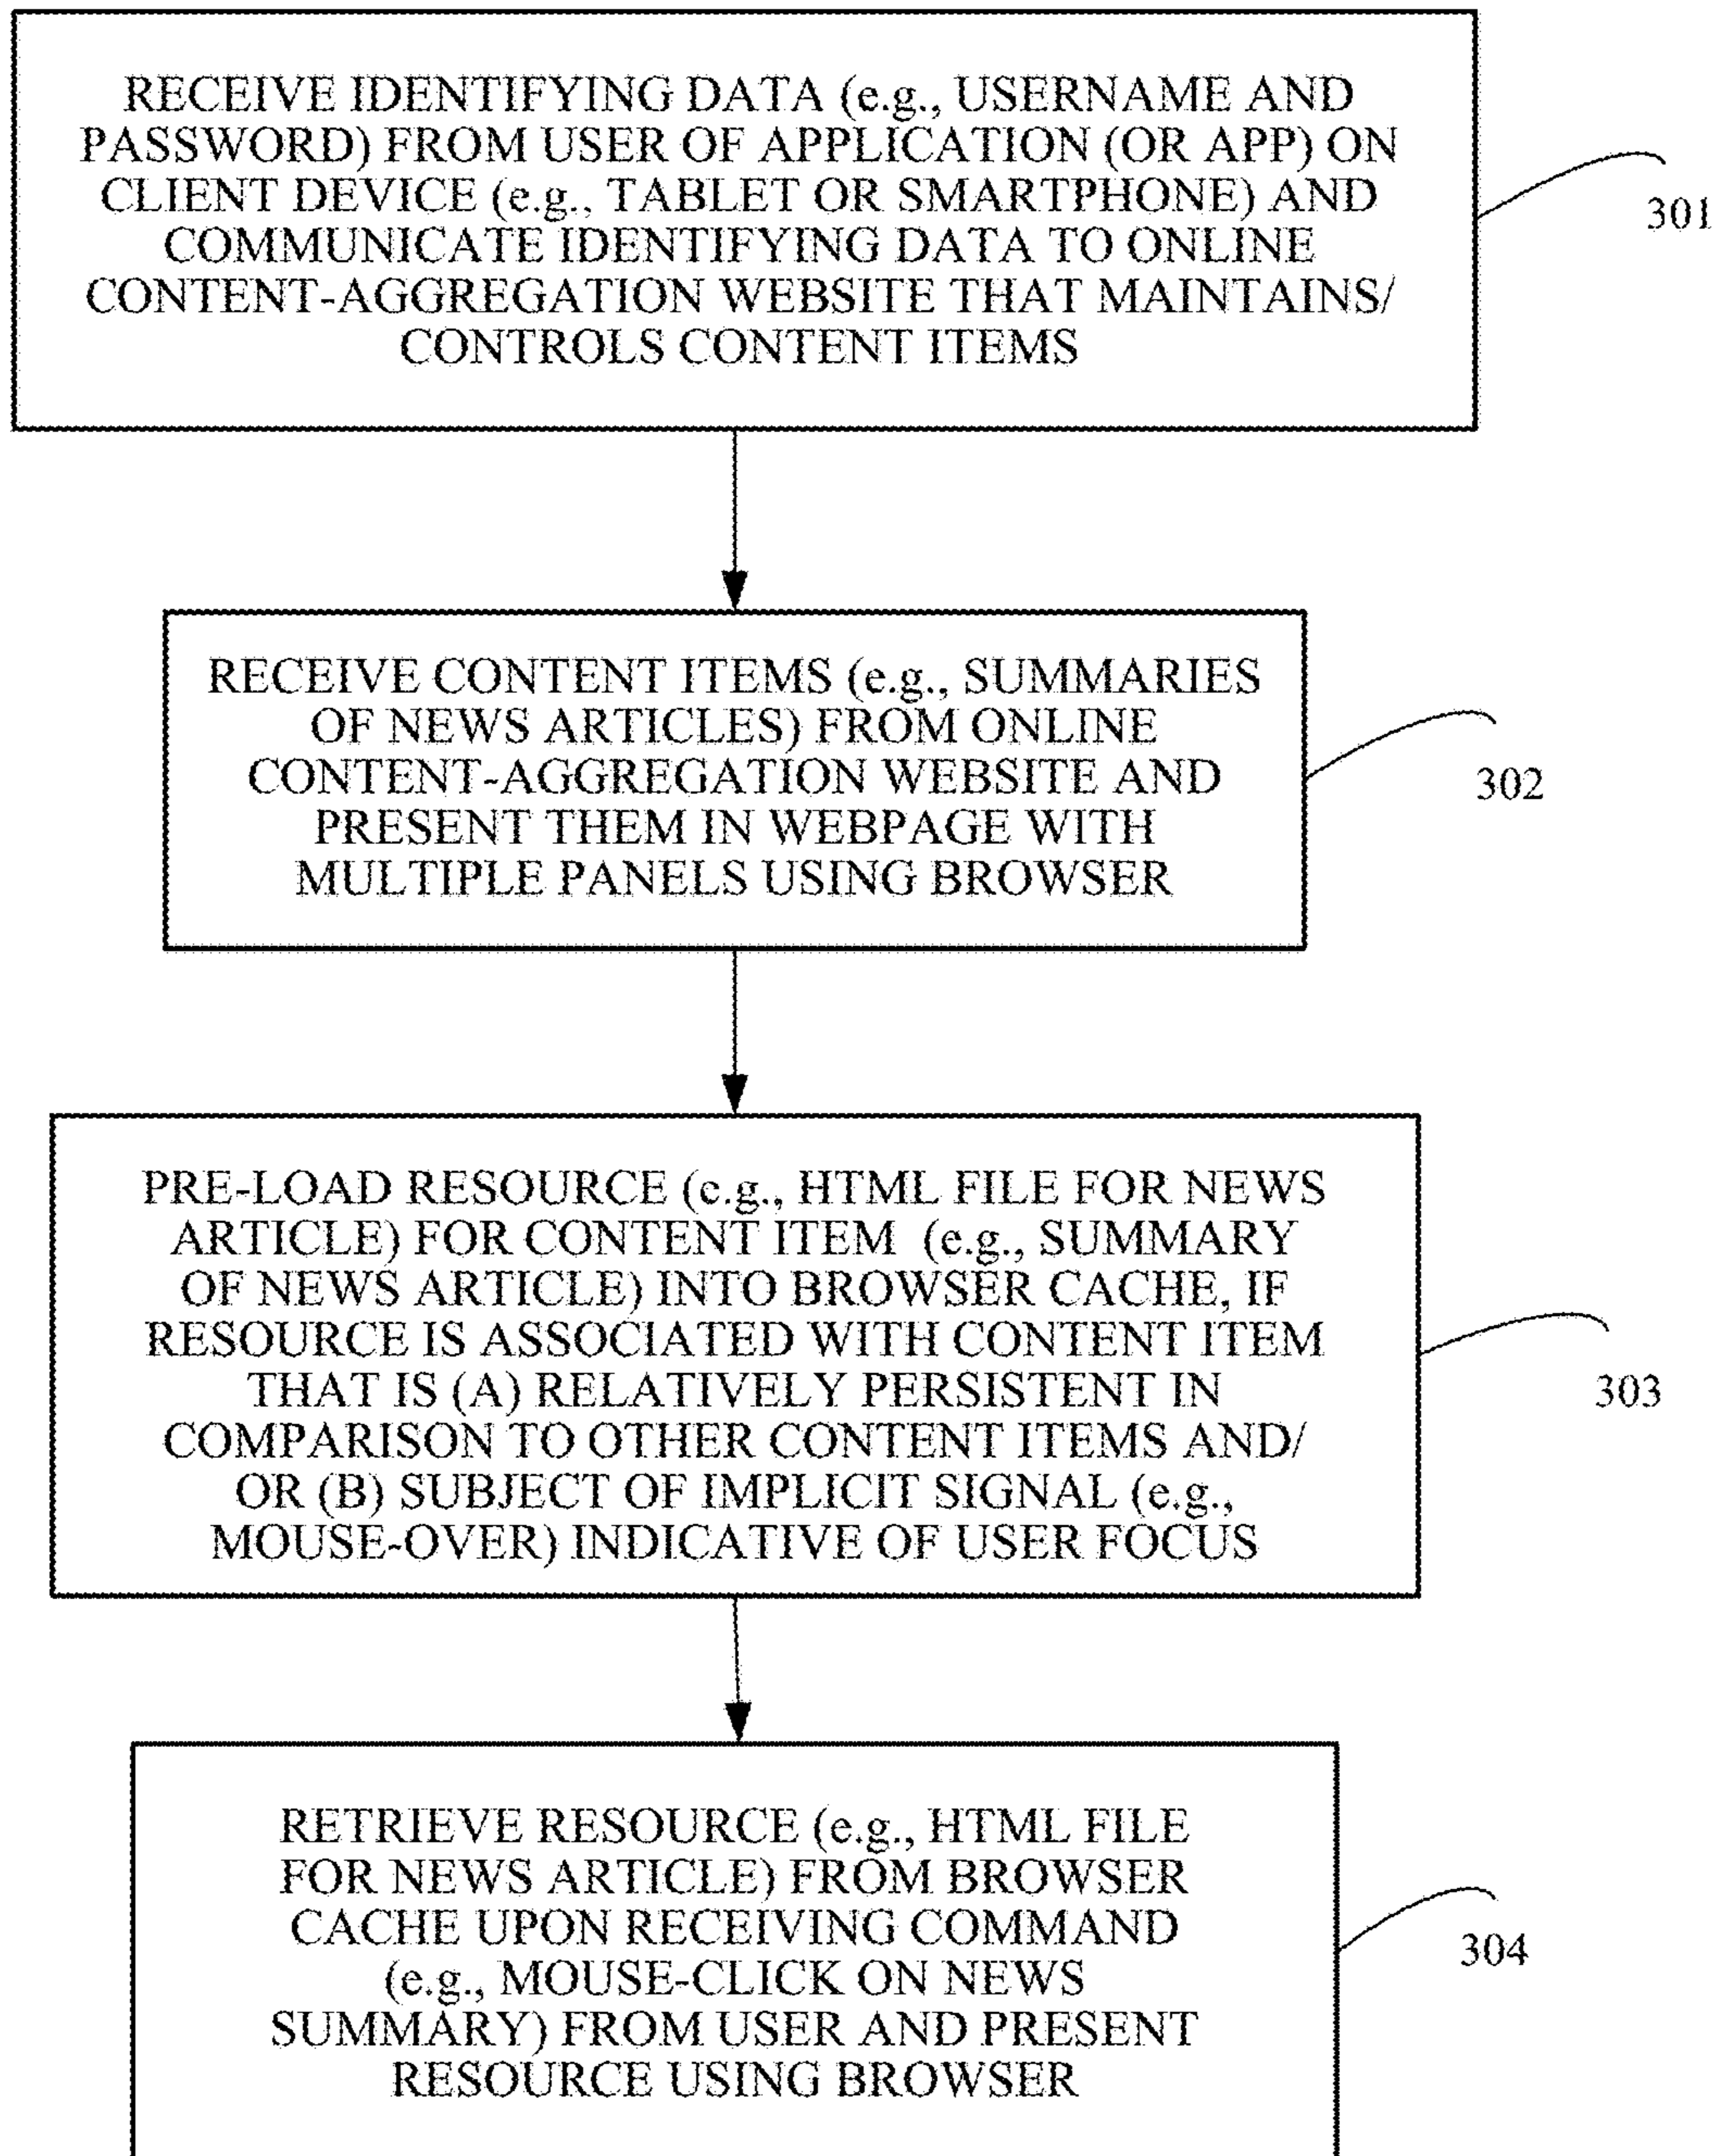 RECEIVE IDENTIFYING DATA (e.g., USERNAME AND
PASSWORD) FROM USER OF APPLICATION (OR APP) ON
CLIENT DEVICE (e.g., TABLET OR SMARTPHONE) AND
COMMUNICATE IDENTIFYING DATA TO ONLINE
CONTENT-AGGREGATION WEBSITE THAT MAINTAINS/
CONTROLS CONTENT ITEMS
301
RECEIVE CONTENT ITEMS (e.g., SUMMARIES
OF NEWS ARTICLES) FROM ONLINE
CONTENT-AGGREGATION WEBSITE AND
PRESENT THEM IN WEBPAGE WITH
MULTIPLE PANELS USING BROWSER
302
PRE-LOAD RESOURCE (e.g., HTML FILE FOR NEWS
ARTICLE) FOR CONTENT ITEM (e.g., SUMMARY
OF NEWS ARTICLE) INTO BROWSER CACHE, IF
RESOURCE IS ASSOCIATED WITH CONTENT ITEM
THAT IS (A) RELATIVELY PERSISTENT IN
COMPARISON TO OTHER CONTENT ITEMS AND/
OR (B) SUBJECT OF IMPLICIT SIGNAL (e.g.,
MOUSE-OVER) INDICATIVE OF USER FOCUS
303
RETRIEVE RESOURCE (e.g., HTML FILE
FOR NEWS ARTICLE) FROM BROWSER
CACHE UPON RECEIVING COMMAND
(e.g., MOUSE-CLICK ON NEWS
SUMMARY) FROM USER AND PRESENT
RESOURCE USING BROWSER
304